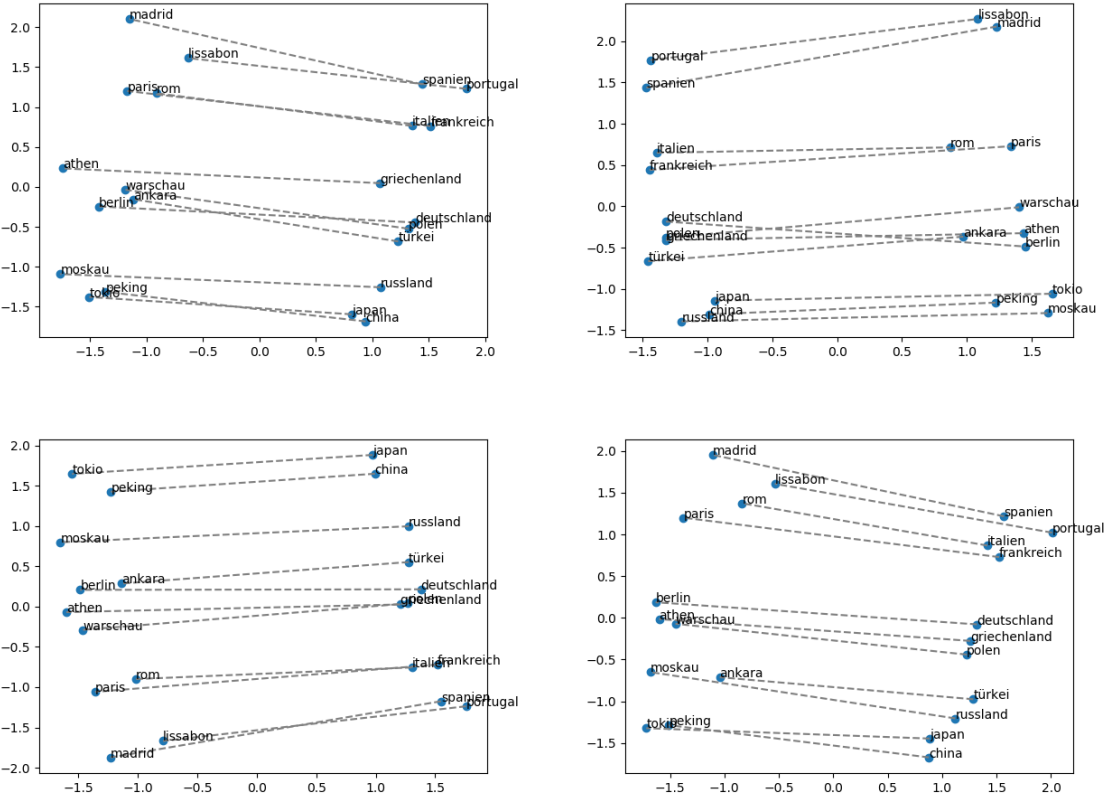 2.0
1.5
1.0
0.5
0.0
−0.5
−1.0
−1.5
madrid
lissabon
spanien
portugal
paris
rom
italien
frankreich
athen
griechenland
warschau
ankara
berlin
deutschland
polen
türkei
moskau
russland
peking
tokio
japan
china
−1.5 −1.0 −0.5 0.0 0.5 1.0 1.5 2.0
2.0
1.5
1.0
0.5
0.0
−0.5
−1.0
−1.5
lissabon
madrid
portugal
spanien
italien
rom
paris
frankreich
warschau
deutschland
polen
griechenland
athen
ankara
berlin
türkei
japan
tokio
china
peking
russland
moskau
−1.5 −1.0 −0.5 0.0 0.5 1.0 1.5
2.0
1.5
1.0
0.5
0.0
−0.5
−1.0
−1.5
−2.0
japan
tokio
china
peking
russland
moskau
türkei
berlin
ankara
deutschland
athen
griechenland
polen
warschau
rom
italien
frankreich
paris
spanien
portugal
lissabon
madrid
−1.5 −1.0 −0.5 0.0 0.5 1.0 1.5
2.0
1.5
1.0
0.5
0.0
−0.5
−1.0
−1.5
madrid
lissabon
rom
paris
spanien
portugal
italien
frankreich
berlin
athen
warschau
deutschland
griechenland
polen
moskau
ankara
türkei
russland
tokio
peking
japan
china
−1.5 −1.0 −0.5 0.0 0.5 1.0 1.5 2.0